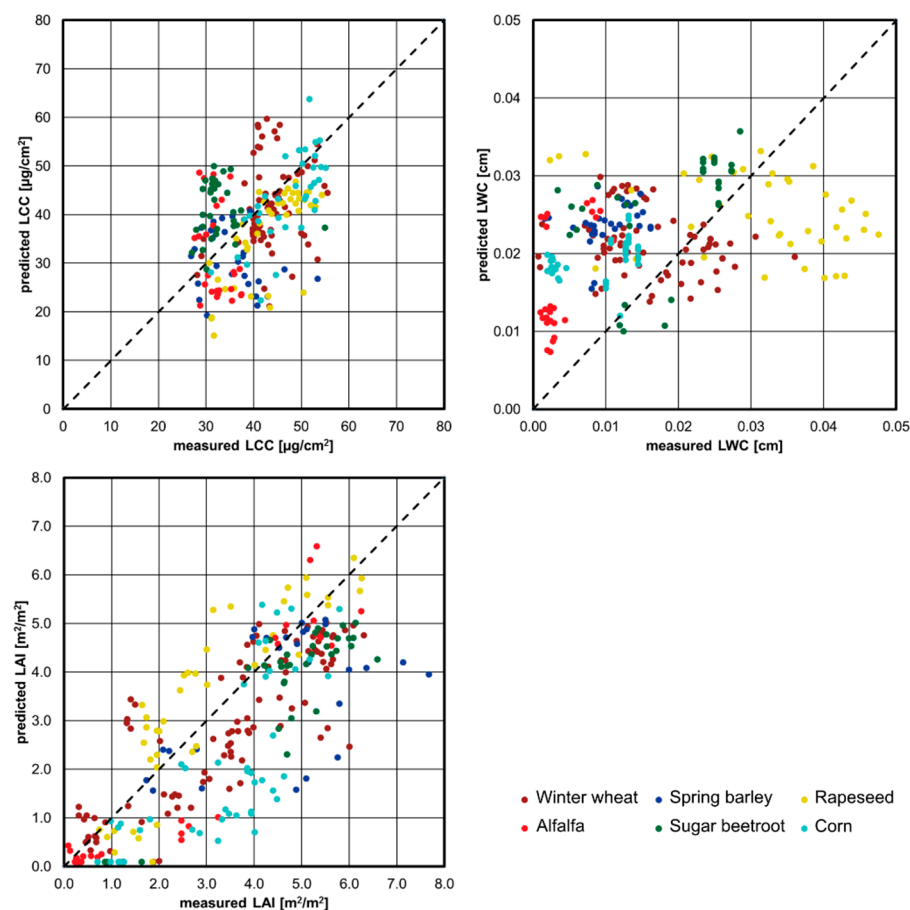 80
70
60
50
40
30
20
10
0
predicted LCC [µg/cm²]
0 10 20 30 40 50 60 70 80
measured LCC [µg/cm²]
0.05
0.04
0.03
0.02
0.01
0.00
predicted LWC [cm]
0.00 0.01 0.02 0.03 0.04 0.05
measured LWC [cm]
8.0
7.0
6.0
5.0
4.0
3.0
2.0
1.0
0.0
predicted LAI [m²/m²]
0.0 1.0 2.0 3.0 4.0 5.0 6.0 7.0 8.0
measured LAI [m²/m²]
Winter wheat Spring barley Rapeseed
Alfalfa Sugar beetroot Corn